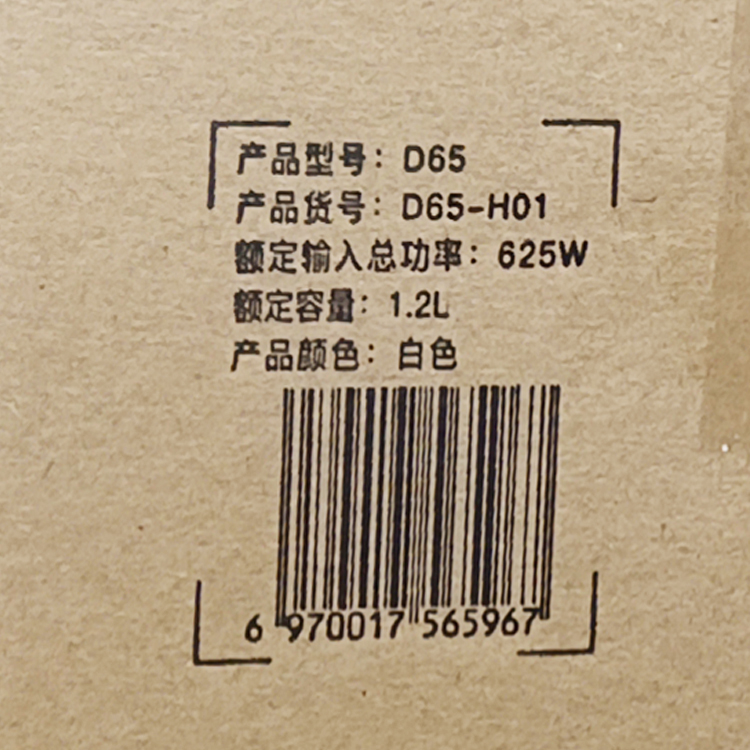 产品型号：D65
产品货号：D65-H01
额定输入总功率：625W
额定容量：1.2L
产品颜色：白色
6 970017 565967